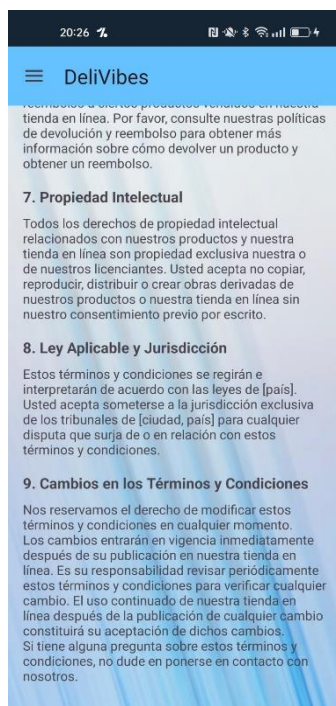 20:26
DeliVibes
reembolso a ciertos productos vendidos en nuestra
tienda en línea. Por favor, consulte nuestras políticas
de devolución y reembolso para obtener más
información sobre cómo devolver un producto y
obtener un reembolso.
7. Propiedad Intelectual
Todos los derechos de propiedad intelectual
relacionados con nuestros productos y nuestra
tienda en línea son propiedad exclusiva nuestra o
de nuestros licenciantes. Usted acepta no copiar,
reproducir, distribuir o crear obras derivadas de
nuestros productos o nuestra tienda en línea sin
nuestro consentimiento previo por escrito.
8. Ley Aplicable y Jurisdicción
Estos términos y condiciones se regirán e
interpretarán de acuerdo con las leyes de [país].
Usted acepta someterse a la jurisdicción exclusiva
de los tribunales de [ciudad, país] para cualquier
disputa que surja de o en relación con estos
términos y condiciones.
9. Cambios en los Términos y Condiciones
Nos reservamos el derecho de modificar estos
términos y condiciones en cualquier momento.
Los cambios entrarán en vigencia inmediatamente
después de su publicación en nuestra tienda en
línea. Es su responsabilidad revisar periódicamente
estos términos y condiciones para verificar cualquier
cambio. El uso continuado de nuestra tienda en
línea después de la publicación de cualquier cambio
constituirá su aceptación de dichos cambios.
Si tiene alguna pregunta sobre estos términos y
condiciones, no dude en ponerse en contacto con
nosotros.